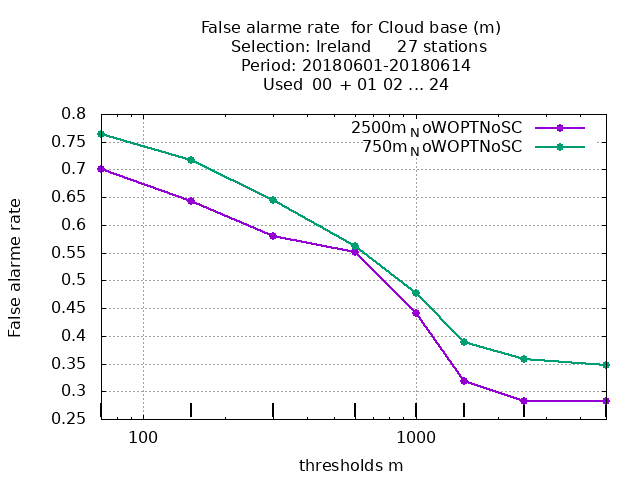 False alarme rate  for Cloud base (m)
Selection: Ireland     27 stations
Period: 20180601-20180614
Used  00 + 01 02 ... 24
2500m_NoWOPTNoSC
750m_NoWOPTNoSC
0.8
0.75
0.7
0.65
0.6
0.55
0.5
0.45
0.4
0.35
0.3
0.25
False alarme rate
100
1000
thresholds m